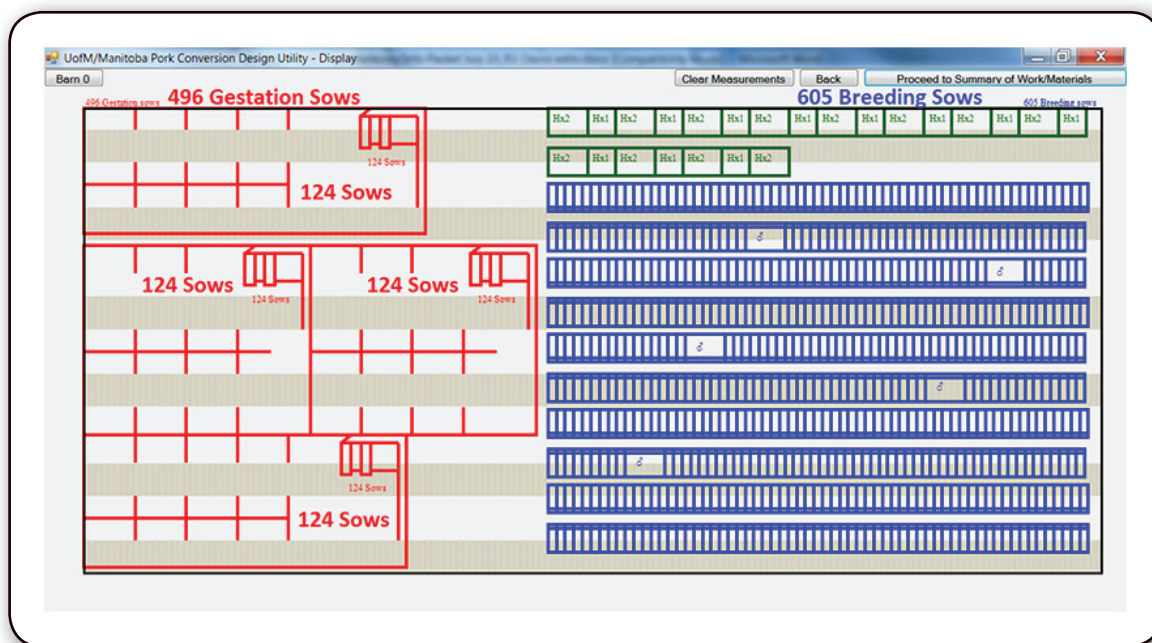 UofM/Manitoba Pork Conversion Design Utility - Display
Barn 0
Clear Measurements
Back
Proceed to Summary of Work/Materials
496 Gestation sows
496 Gestation Sows
605 Breeding Sows
605 Breeding sows
Hx2 Hx1 Hx2 Hx1 Hx2 Hx1 Hx2 Hx1 Hx2 Hx1 Hx2 Hx1 Hx2 Hx1 Hx2 Hx1
124 Sows
Hx2 Hx1 Hx2 Hx1 Hx2 Hx1 Hx2
124 Sows
♂
♂
124 Sows
124 Sows
124 Sows
124 Sows
♂
♂
♂
124 Sows
124 Sows